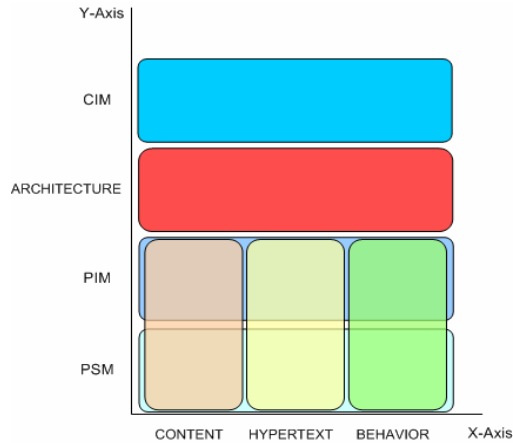 Y-Axis
CIM
ARCHITECTURE
PIM
PSM
CONTENT HYPERTEXT BEHAVIOR X-Axis